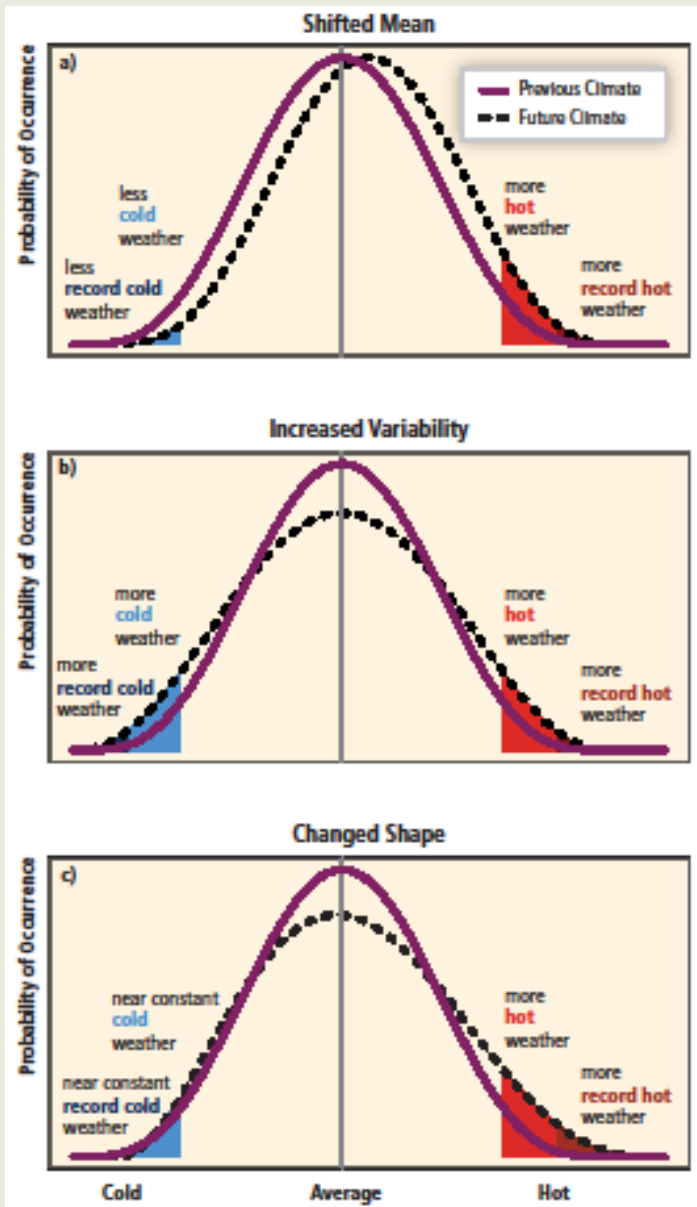 Shifted Mean
Probability of Occurrence
a)
Previous Climate
Future Climate
less
cold
weather
less
record cold
weather
more
hot
weather
more
record hot
weather
Increased Variability
Probability of Occurrence
b)
more
cold
weather
more
record cold
weather
more
hot
weather
more
record hot
weather
Changed Shape
Probability of Occurrence
c)
near constant
cold
weather
near constant
record cold
weather
more
hot
weather
more
record hot
weather
Cold
Average
Hot